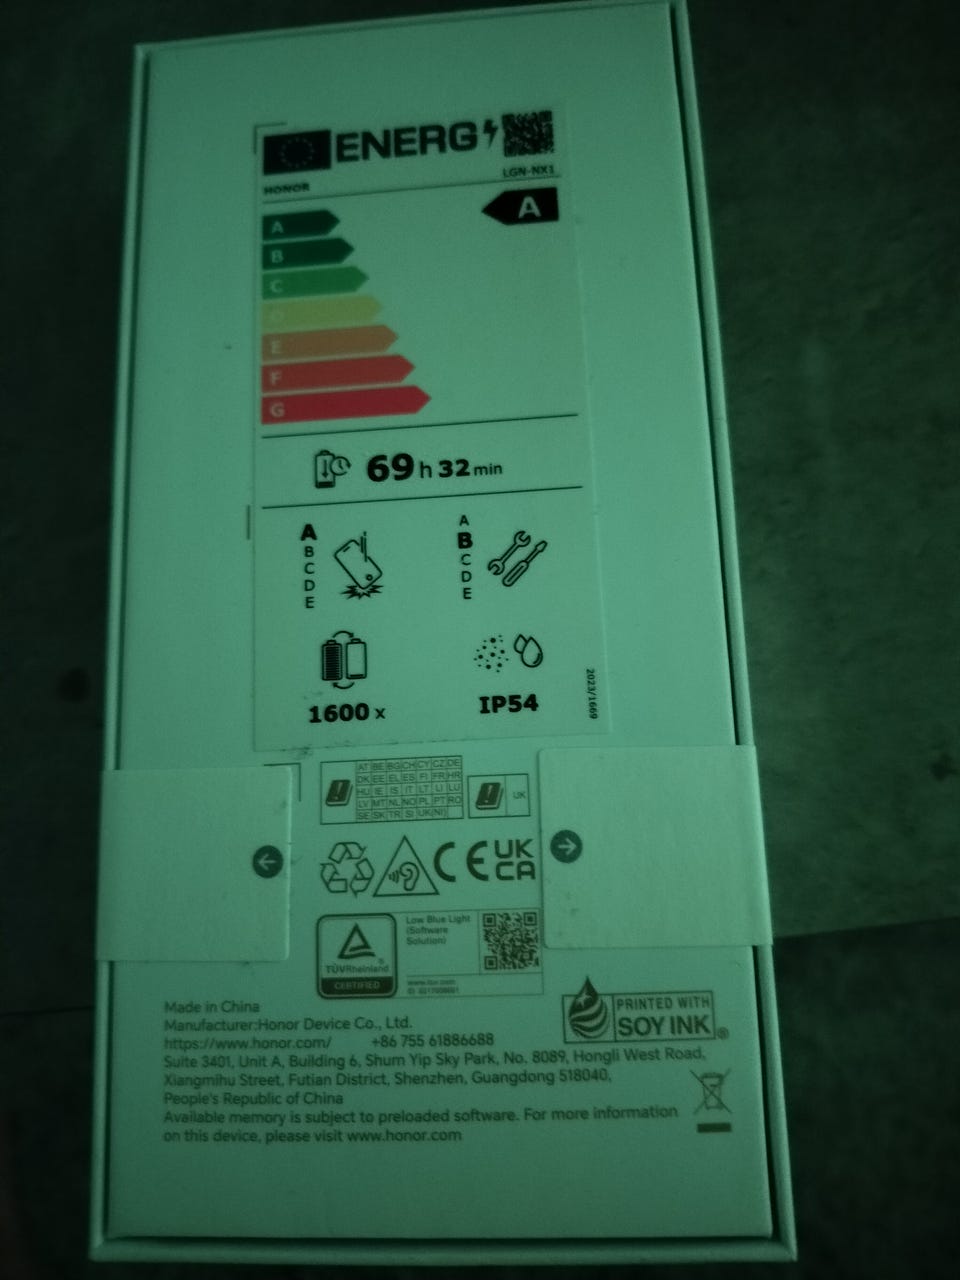 ENERG
HONOR
LGN-NX1
A
A
B
C
D
E
F
G
69 h 32 min
A
B
C
D
E
A
B
C
D
E
1600 x
IP54
2023/1669
AT BE BG CH CY CZ DE
DK EE EL ES FI FR HR
HU IE IS IT LT LI LU
LV MT NL NO PL PT RO
SE SK TR SI UK(NI)
UK
CE
UK
CA
TÜVRheinland
CERTIFIED
Low Blue Light
(Software
Solution)
www.tuv.com
PRINTED WITH
SOY INK®
Made in China
Manufacturer:Honor Device Co., Ltd.
https://www.honor.com/ +86 755 61886688
Suite 3401, Unit A, Building 6, Shum Yip Sky Park, No. 8089, Hongli West Road,
Xiangmihu Street, Futian District, Shenzhen, Guangdong 518040,
People's Republic of China
Available memory is subject to preloaded software. For more information
on this device, please visit www.honor.com